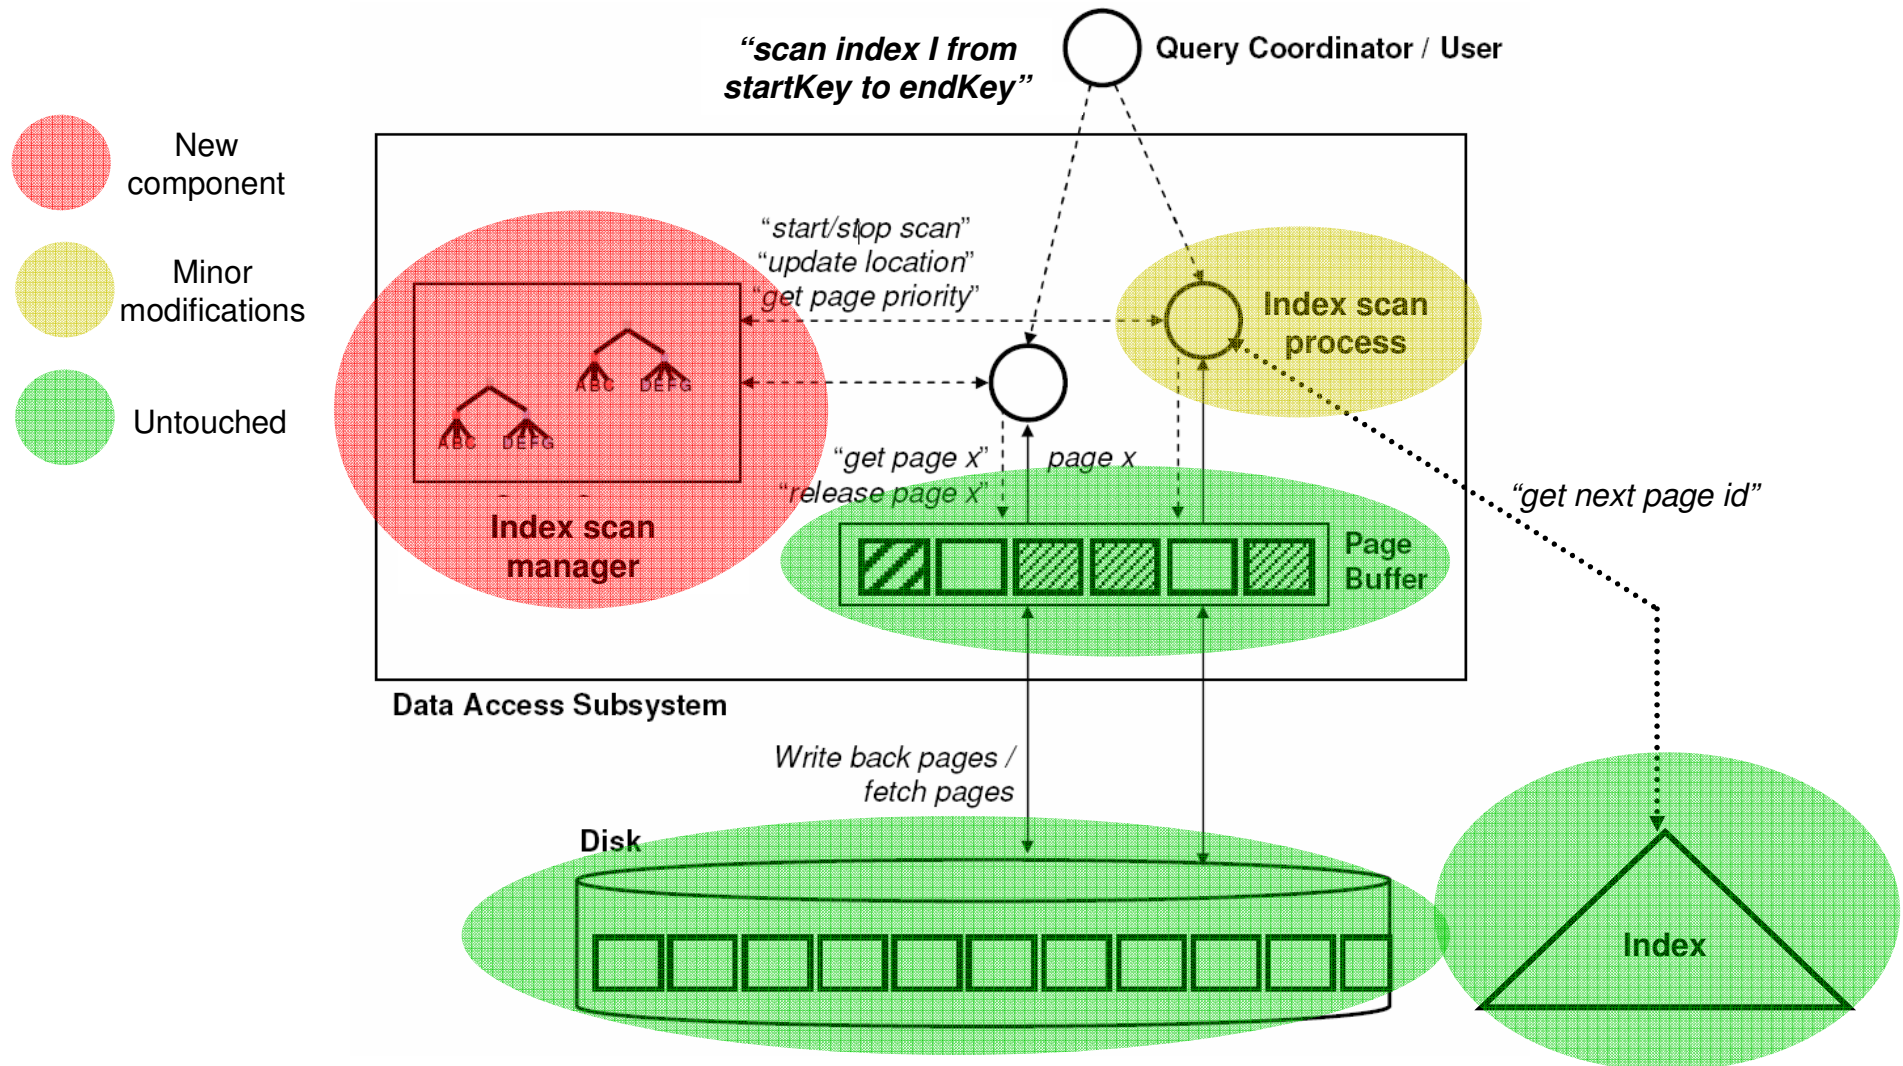 “scan index I from
startKey to endKey”
Query Coordinator / User
New
component
Minor
modifications
Untouched
“start/stop scan”
“update location”
“get page priority”
Index scan
process
ABC
DEFG
ABC
DEFG
“get page x”
“release page x”
page x
“get next page id”
Index scan
manager
Page
Buffer
Data Access Subsystem
Write back pages /
fetch pages
Disk
Index